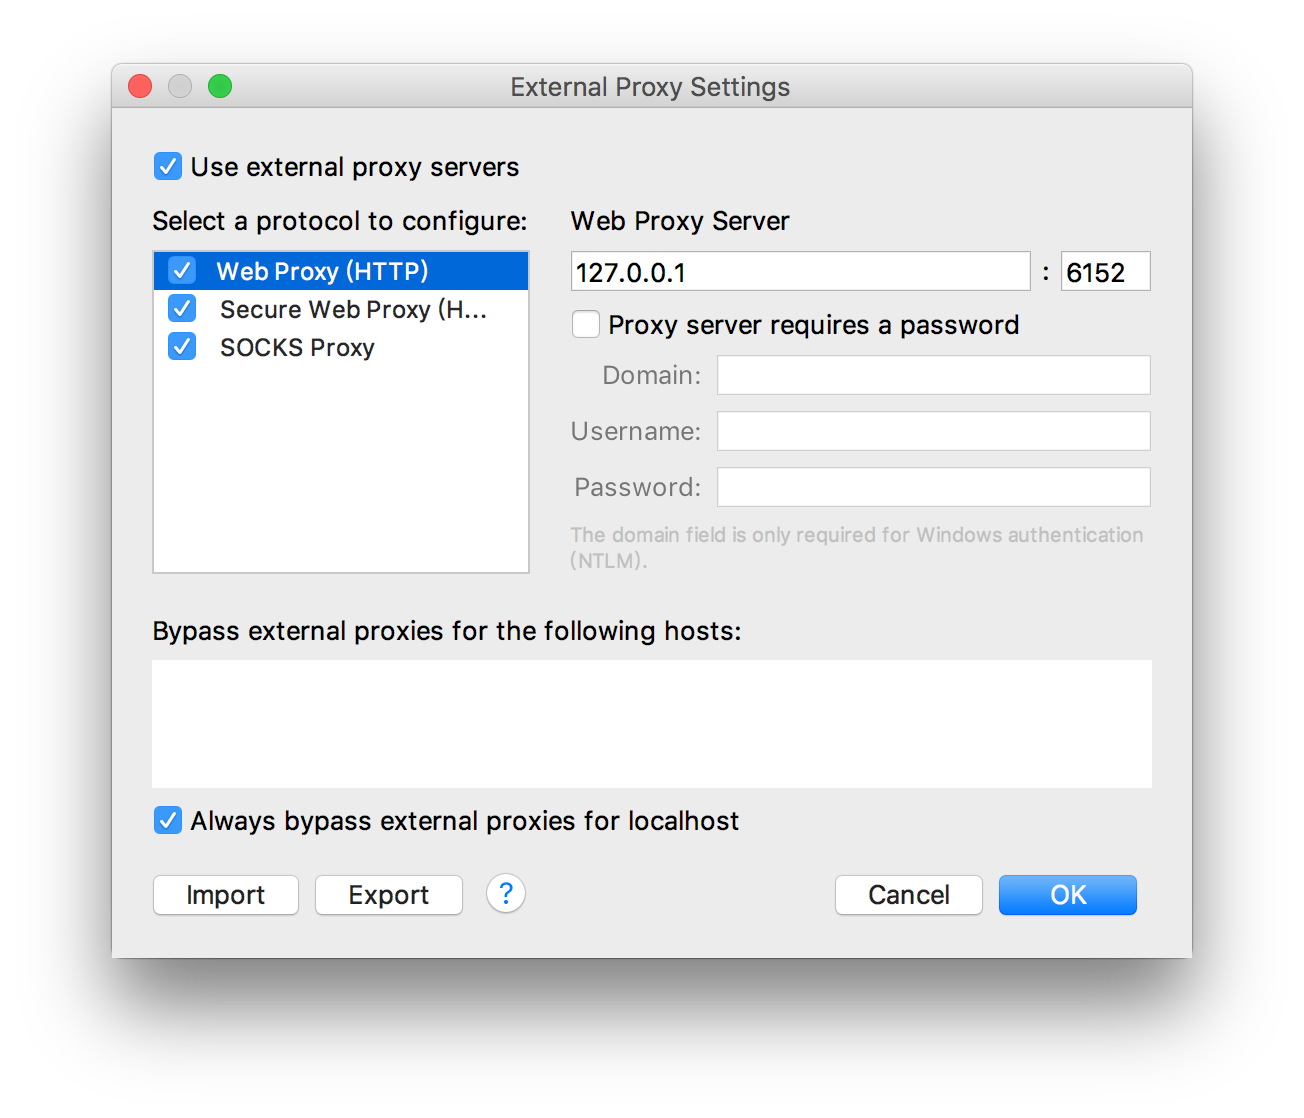 External Proxy Settings
Use external proxy servers
Select a protocol to configure:
Web Proxy (HTTP)
Secure Web Proxy (H...
SOCKS Proxy
Web Proxy Server
127.0.0.1 : 6152
Proxy server requires a password
Domain:
Username:
Password:
The domain field is only required for Windows authentication
(NTLM).
Bypass external proxies for the following hosts:
Always bypass external proxies for localhost
Import Export ? Cancel OK